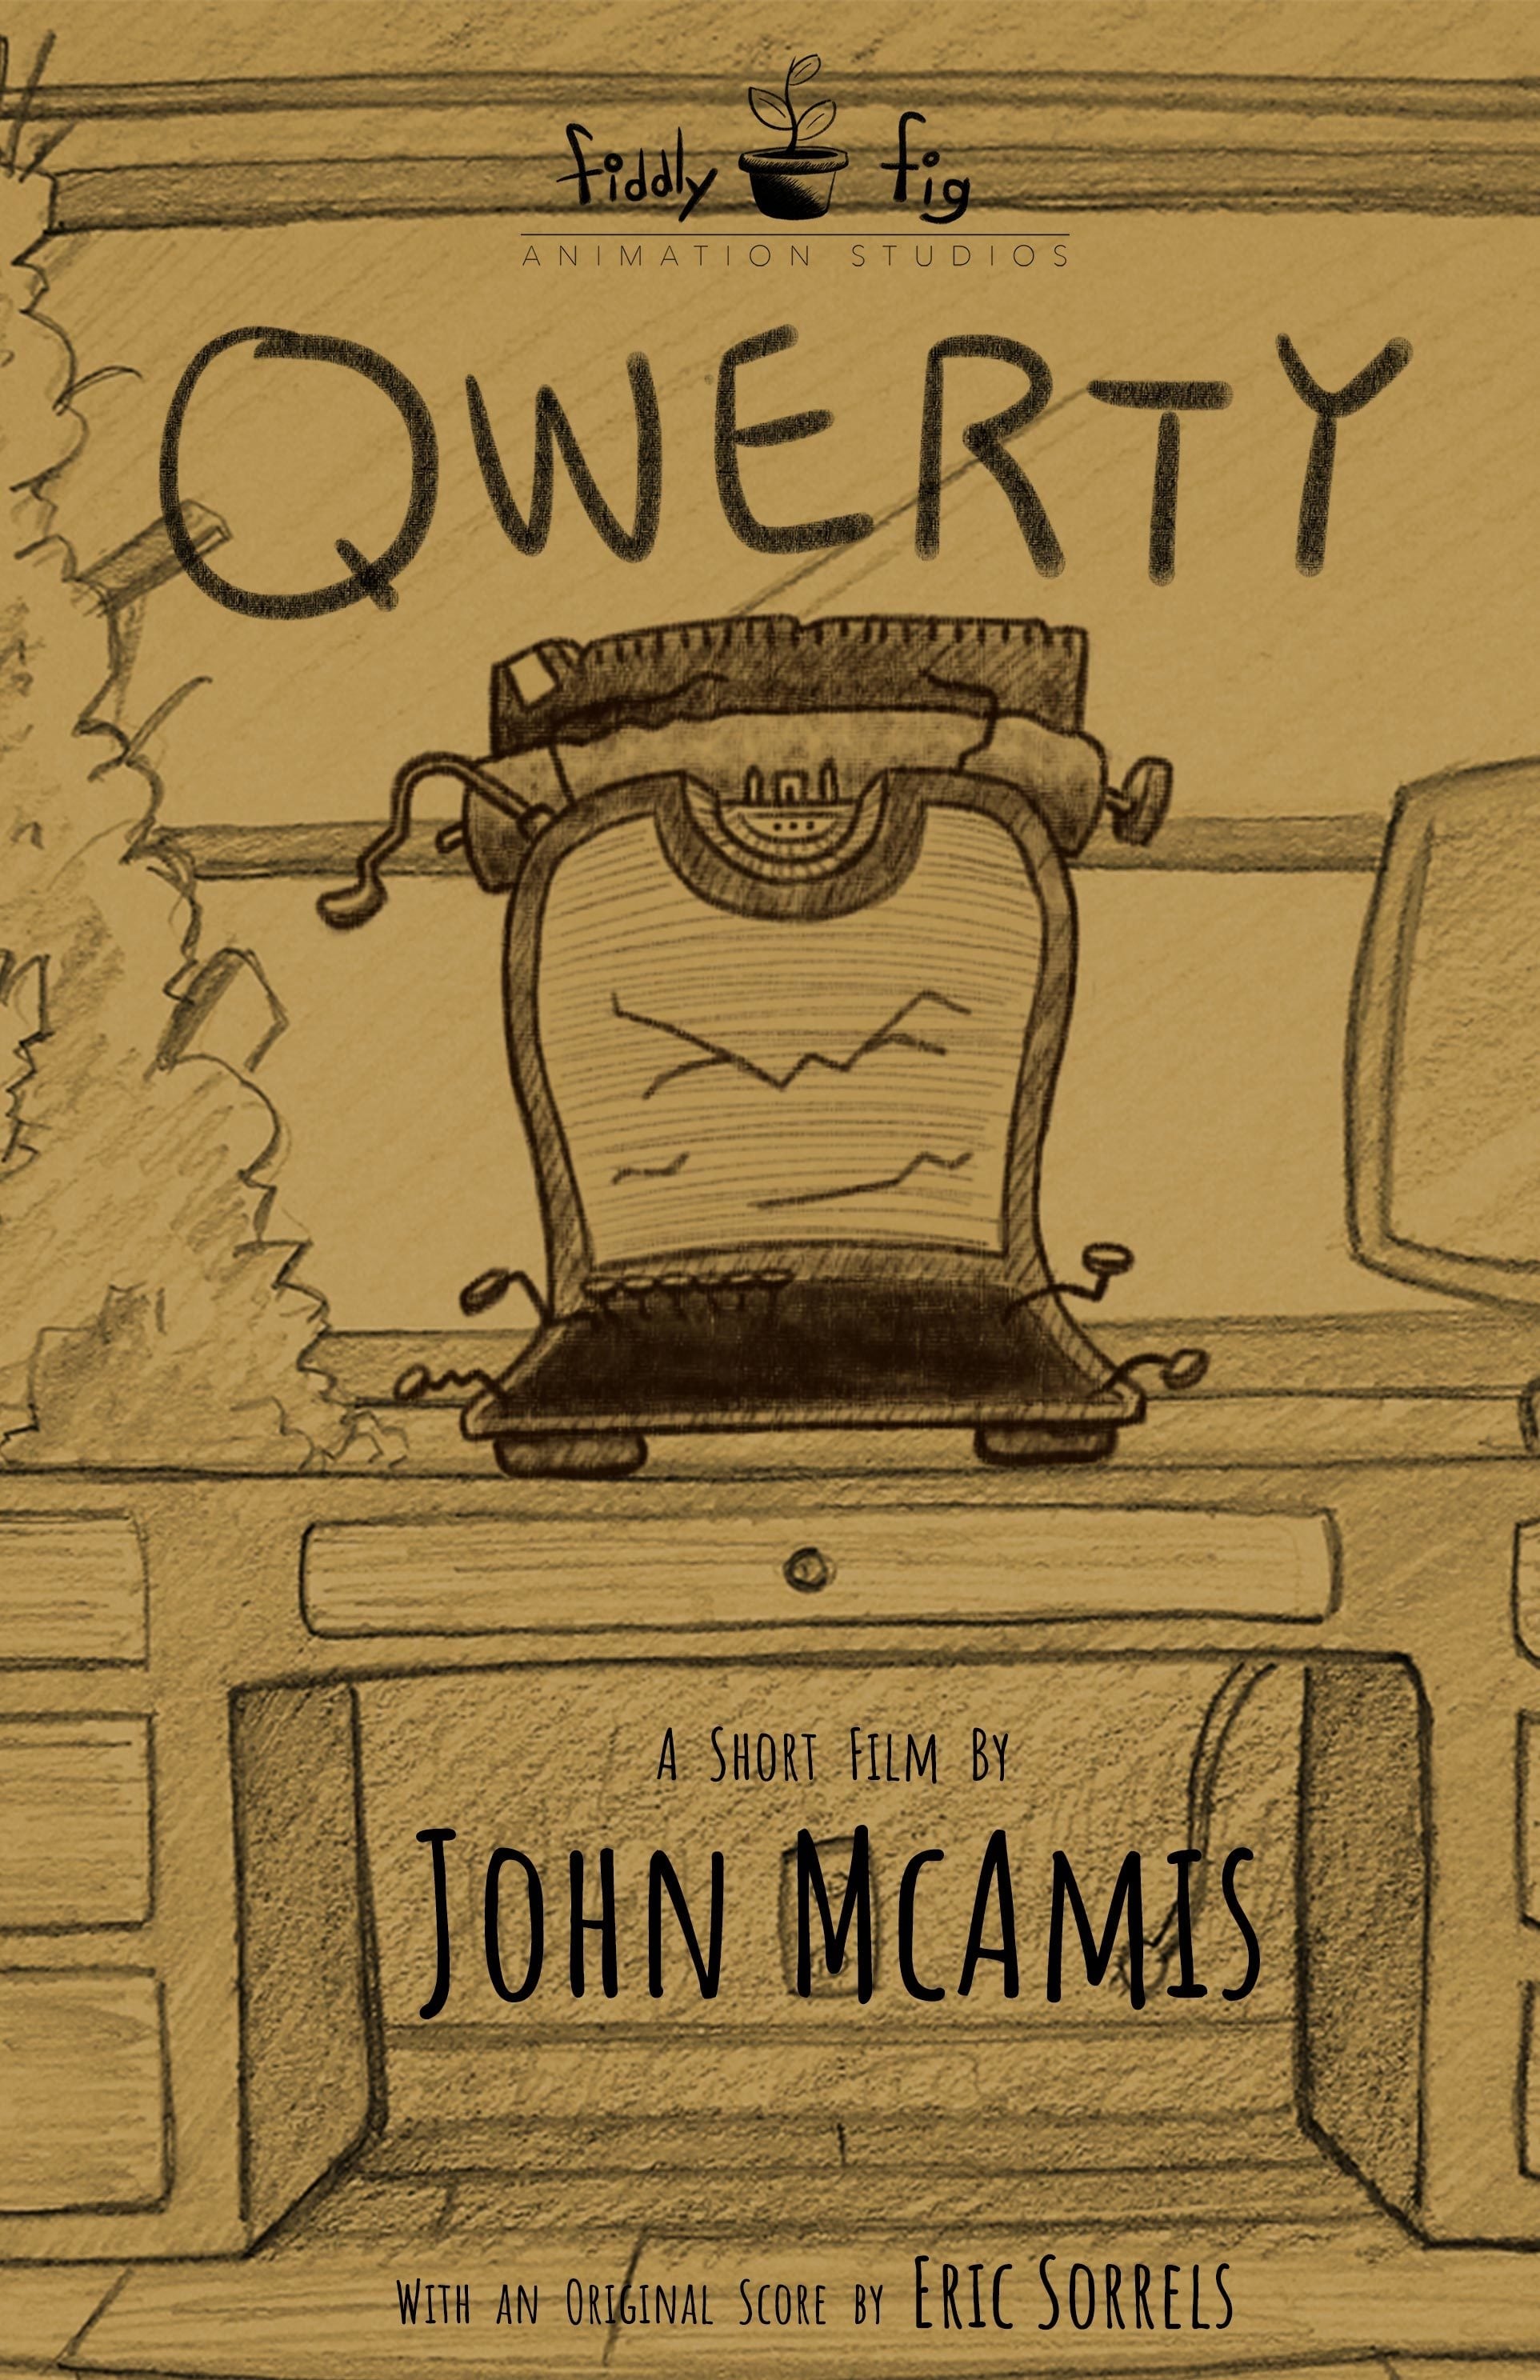 fiddly fig
ANIMATION STUDIOS
QWERTY
A Short Film By
John McAmis
With an Original Score by Eric Sorrels